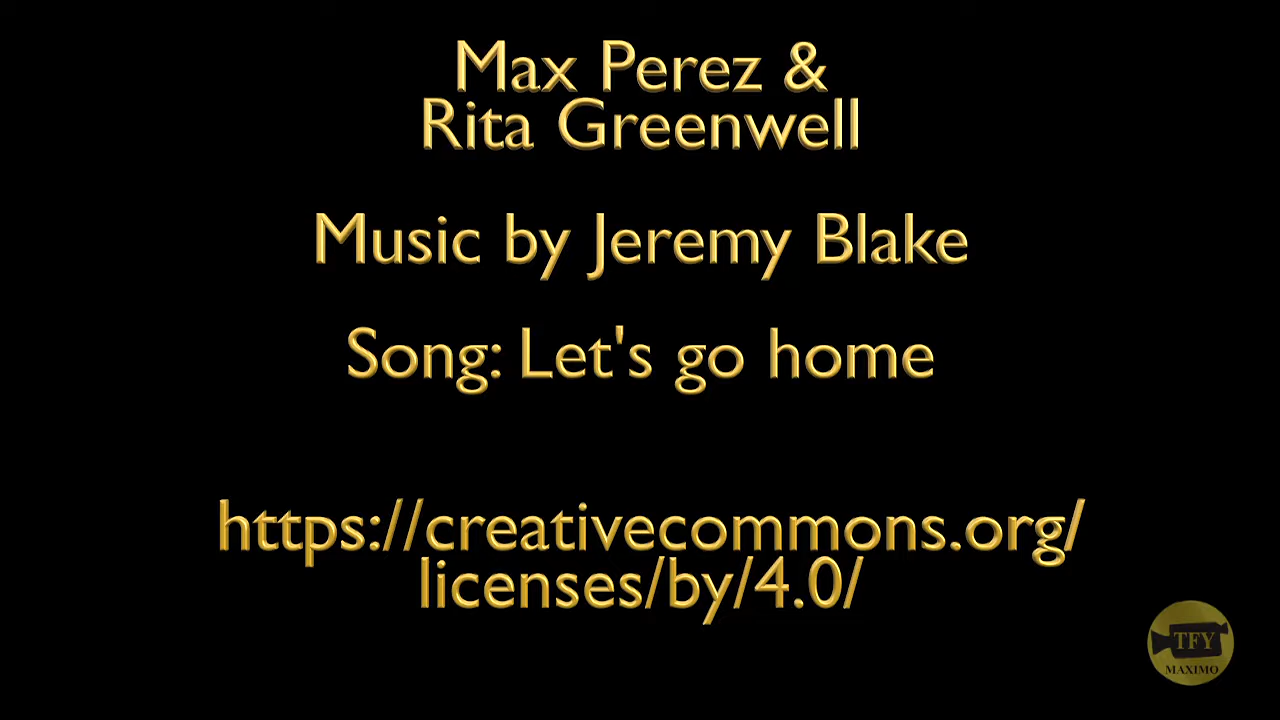 Max Perez &
Rita Greenwell
Music by Jeremy Blake
Song: Let's go home
https://creativecommons.org/
licenses/by/4.0/
TFY
MAXIMO